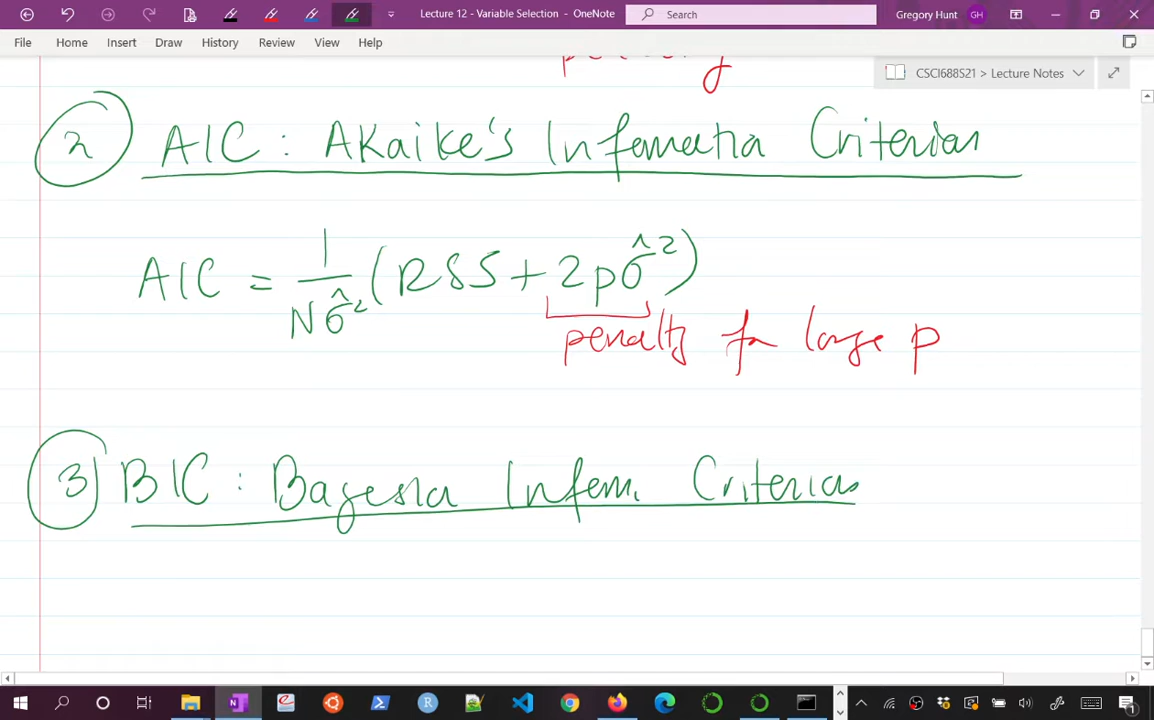 Lecture 12 - Variable Selection - OneNote
Search
Gregory Hunt GH
File Home Insert Draw History Review View Help
CSCI688S21 > Lecture Notes
penalty
2 AIC: AKaike's Information Criterion
AIC = 1/Nσ̂² (RSS + 2pσ̂²)
penalty for large p
3 BIC: Bayesian Inform. Criterion